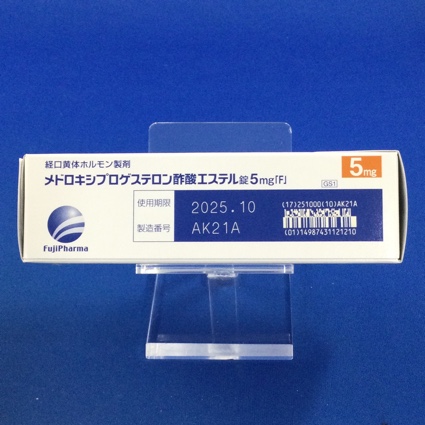 経口黄体ホルモン製剤
メドロキシプロゲステロン酢酸エステル錠5mg「F」
5mg
GS1
使用期限
2025.10
製造番号
AK21A
(17)251000(10)AK21A
(01)14987431121210
FujiPharma